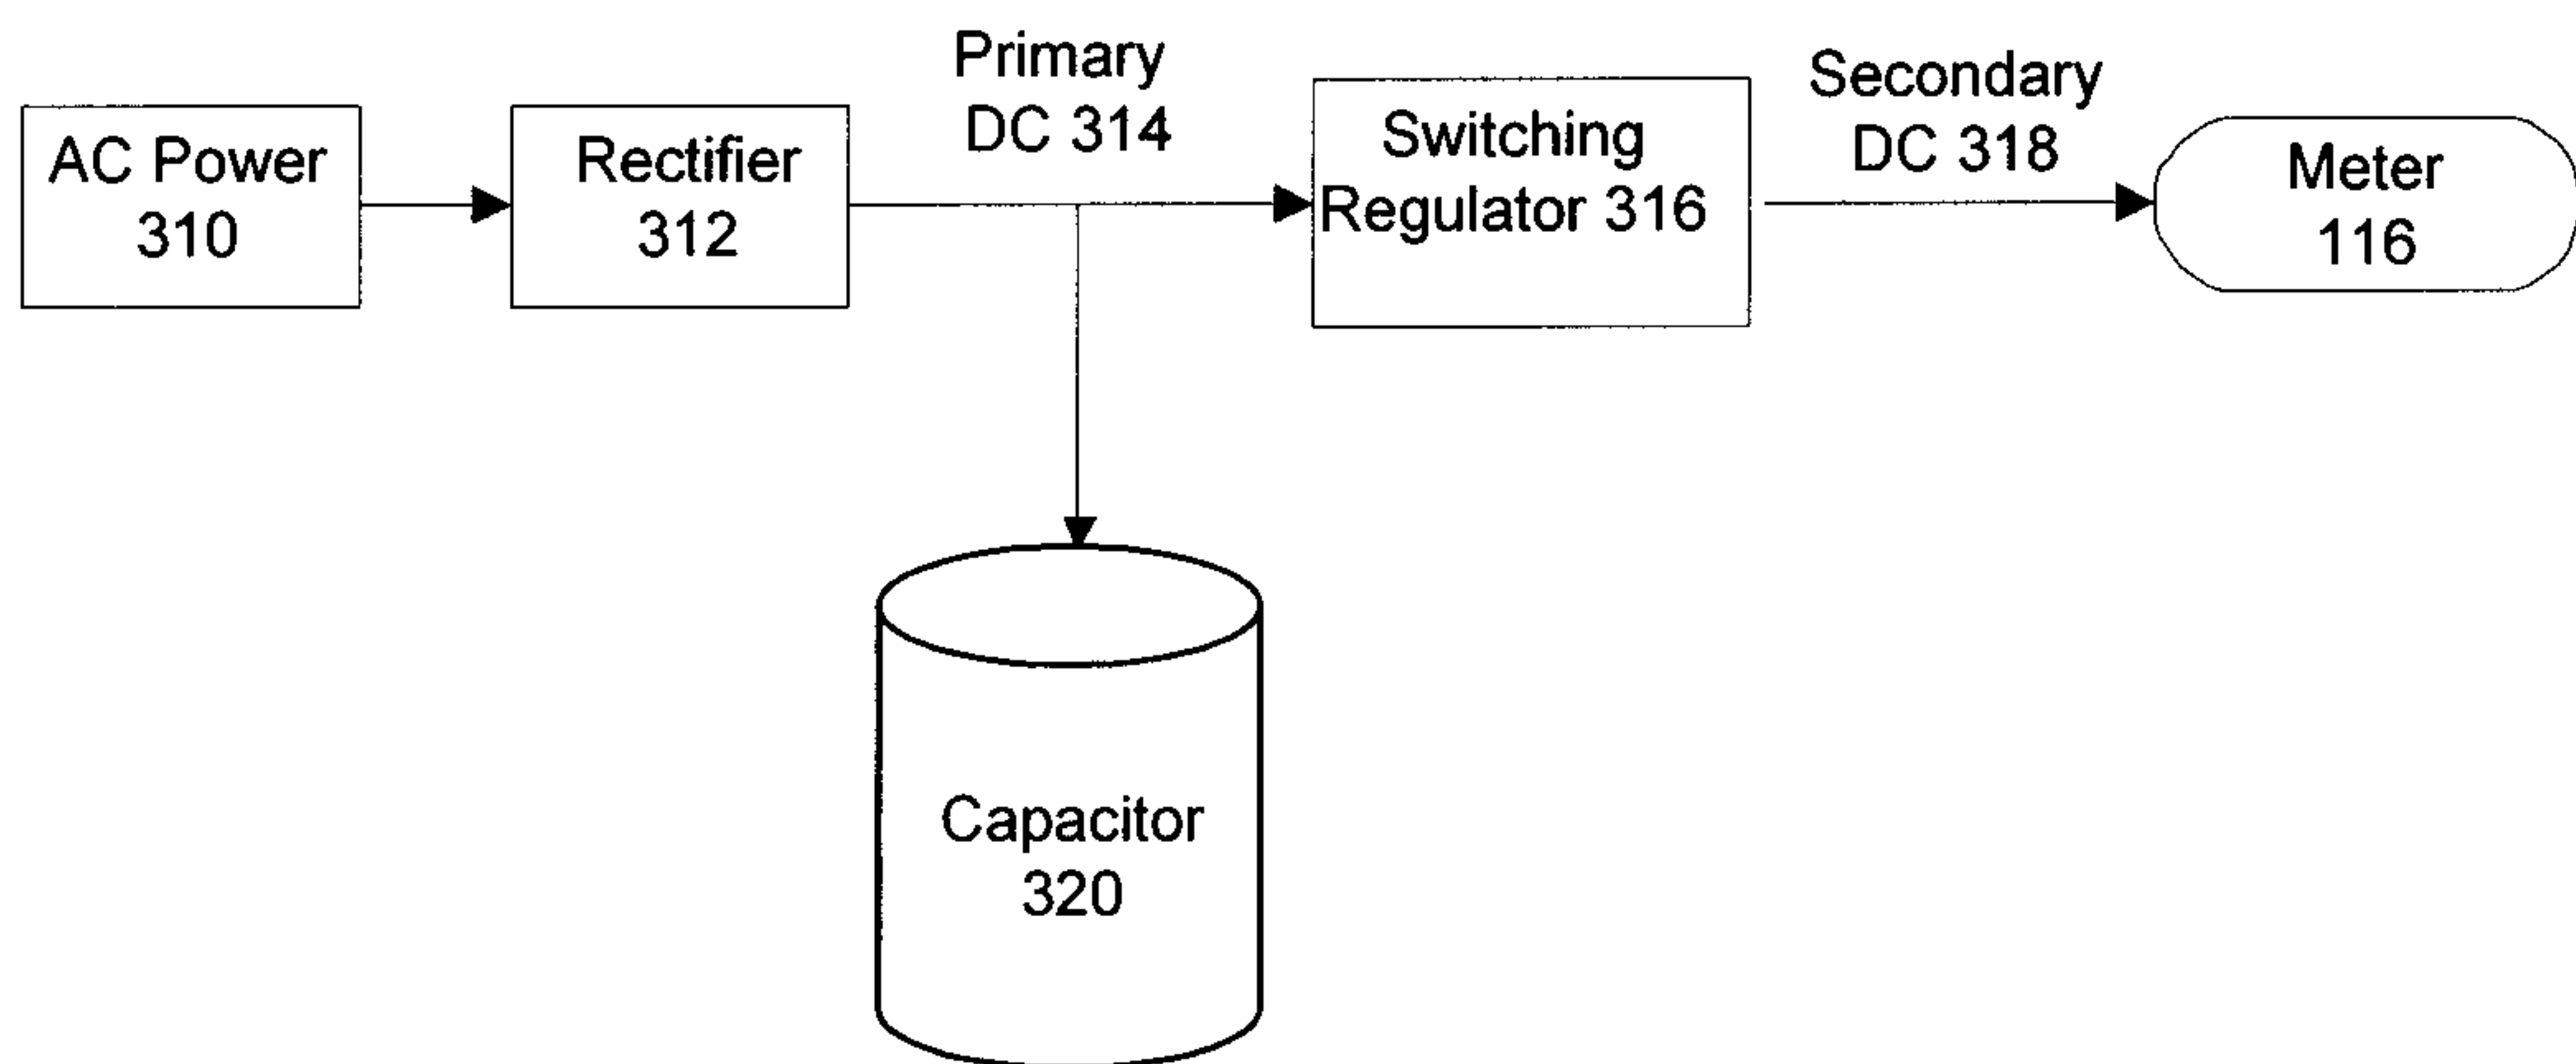 AC Power
310
Rectifier
312
Primary
DC 314
Switching
Regulator 316
Secondary
DC 318
Meter
116
Capacitor
320